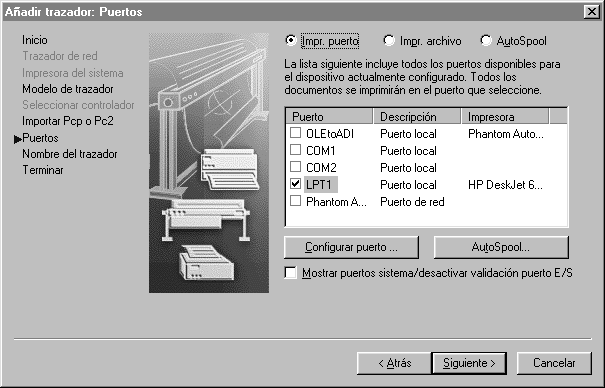 Añadir trazador: Puertos
Inicio
Trazador de red
Impresora del sistema
Modelo de trazador
Seleccionar controlador
Importar Pcp o Pc2
Puertos
Nombre del trazador
Terminar
Impr. puerto Impr. archivo AutoSpool
La lista siguiente incluye todos los puertos disponibles para
el dispositivo actualmente configurado. Todos los
documentos se imprimirán en el puerto que seleccione.
Puerto Descripción Impresora
OLEtoADI Puerto local Phantom Auto...
COM1 Puerto local
COM2 Puerto local
LPT1 Puerto local HP DeskJet 6...
Phantom A... Puerto de red
Configurar puerto ... AutoSpool...
Mostrar puertos sistema/desactivar validación puerto E/S
< Atrás Siguiente > Cancelar